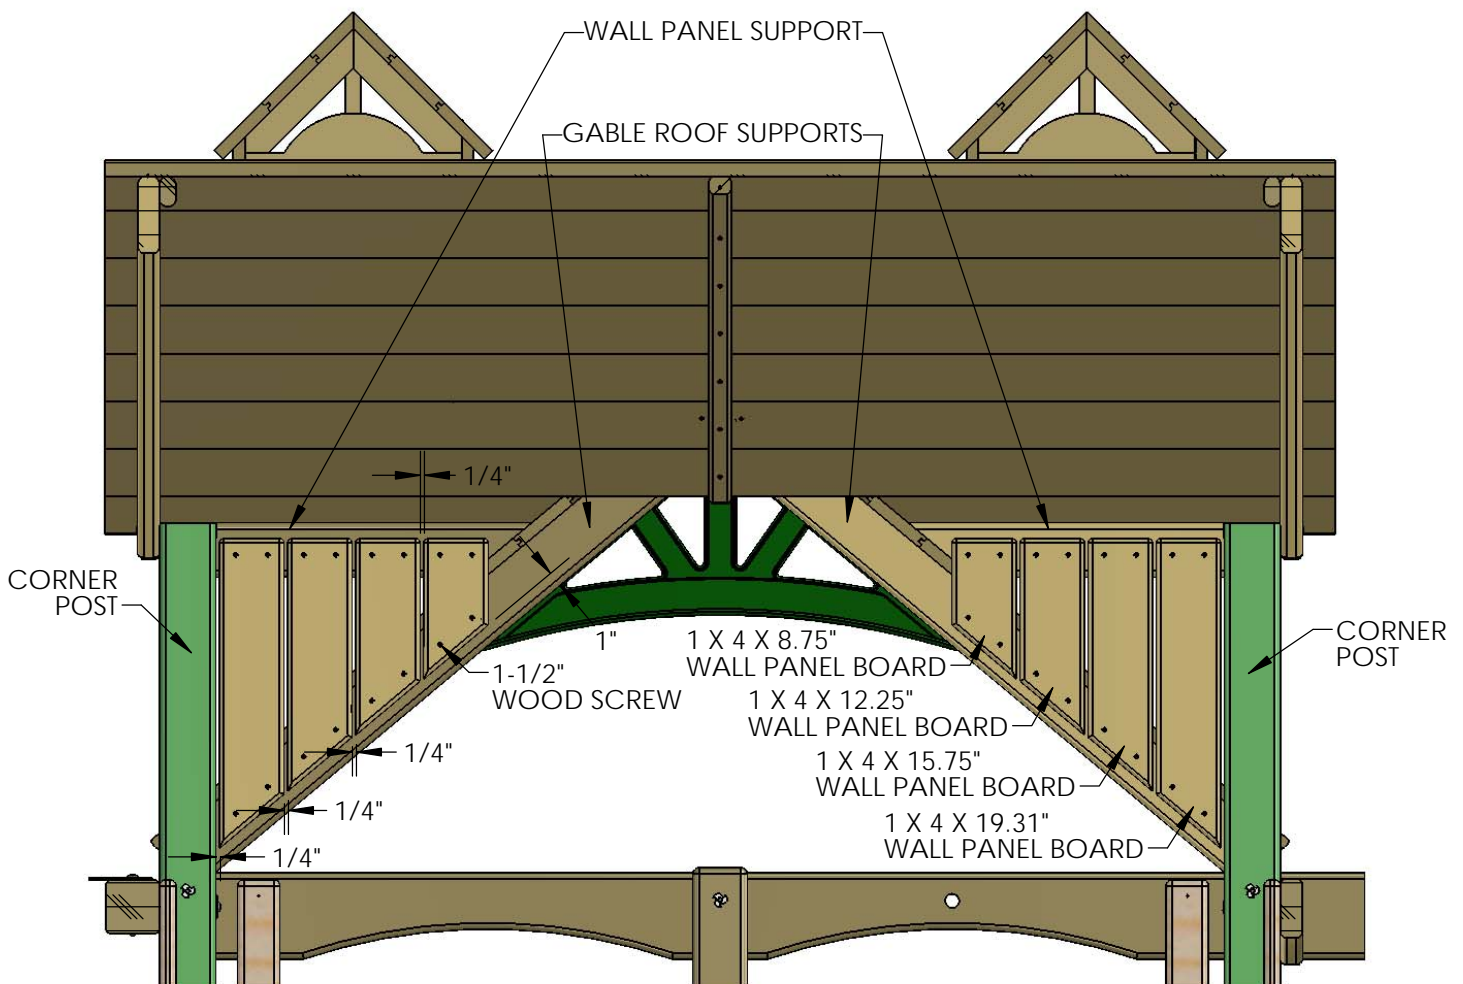 WALL PANEL SUPPORT
GABLE ROOF SUPPORTS
1/4"
CORNER
POST
1"
1-1/2"
WOOD SCREW
1 X 4 X 8.75"
WALL PANEL BOARD
1 X 4 X 12.25"
WALL PANEL BOARD
1 X 4 X 15.75"
WALL PANEL BOARD
1 X 4 X 19.31"
WALL PANEL BOARD
CORNER
POST
1/4"
1/4"
1/4"